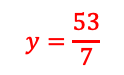 y = 53/7